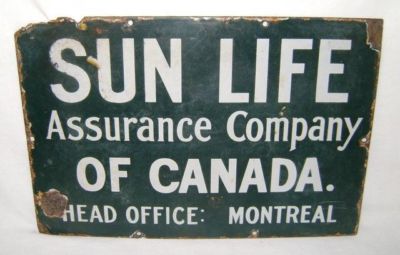 SUN LIFE
Assurance Company
OF CANADA.
HEAD OFFICE: MONTREAL